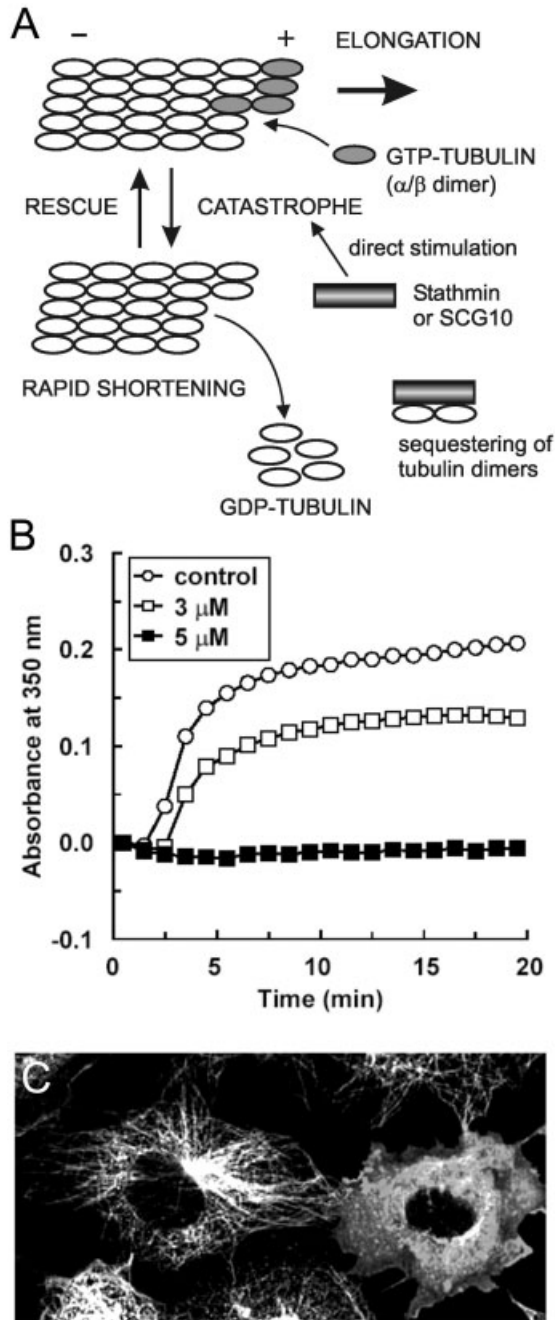 A
− +
ELONGATION
GTP-TUBULIN
(α/β dimer)
RESCUE
CATASTROPHE
direct stimulation
Stathmin
or SCG10
RAPID SHORTENING
sequestering of
tubulin dimers
GDP-TUBULIN
B
0.3
control
3 μM
5 μM
0.2
0.1
0.0
-0.1
Absorbance at 350 nm
0 5 10 15 20
Time (min)
C